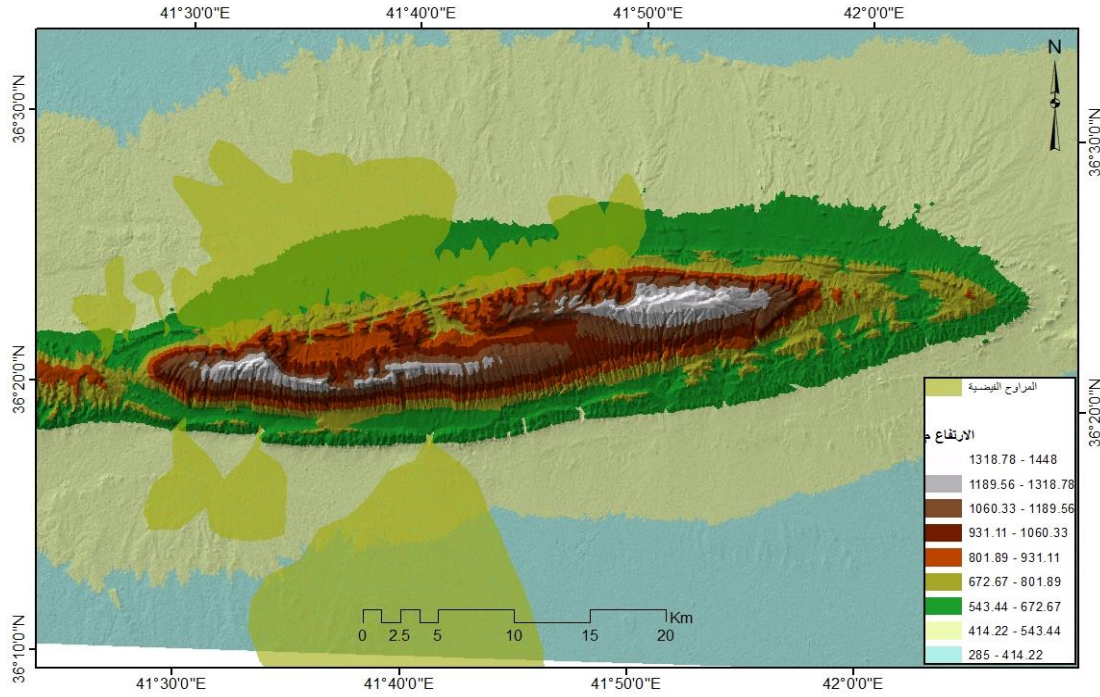 41°30'0"E
41°40'0"E
41°50'0"E
42°0'0"E
N
36°30'0"N
36°30'0"N
36°20'0"N
36°20'0"N
36°10'0"N
المراوح الفيضية
الارتفاع م
1318.78 - 1448
1189.56 - 1318.78
1060.33 - 1189.56
931.11 - 1060.33
801.89 - 931.11
672.67 - 801.89
543.44 - 672.67
414.22 - 543.44
285 - 414.22
Km
0 2.5 5 10 15 20
41°30'0"E
41°40'0"E
41°50'0"E
42°0'0"E